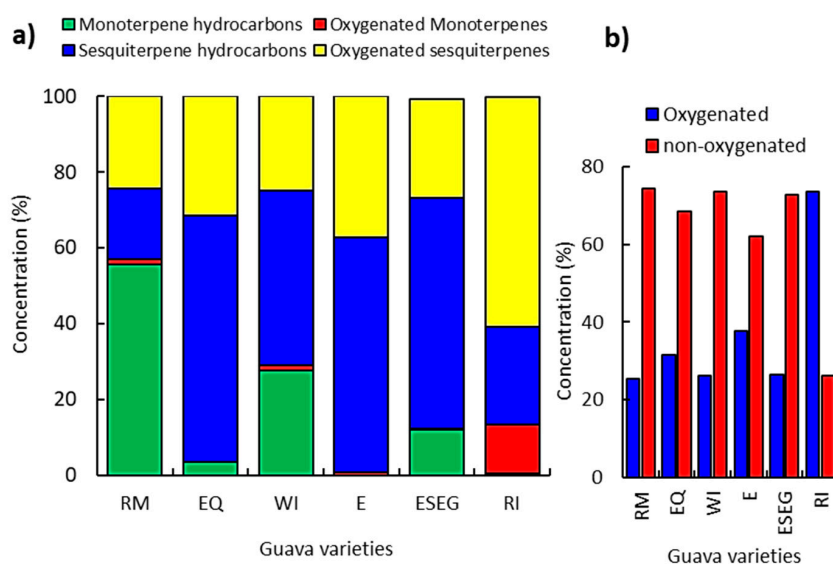 a)
Monoterpene hydrocarbons Oxygenated Monoterpenes
Sesquiterpene hydrocarbons Oxygenated sesquiterpenes
Concentration (%)
100
80
60
40
20
0
RM EQ WI E ESEG RI
Guava varieties
b)
Oxygenated
non-oxygenated
Concentration (%)
80
60
40
20
0
RM EQ WI E ESEG RI
Guava varieties